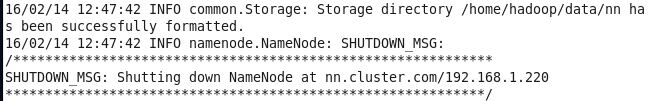 16/02/14 12:47:42 INFO common.Storage: Storage directory /home/hadoop/data/nn ha
s been successfully formatted.
16/02/14 12:47:42 INFO namenode.NameNode: SHUTDOWN_MSG:
/************************************************************
SHUTDOWN_MSG: Shutting down NameNode at nn.cluster.com/192.168.1.220
************************************************************/